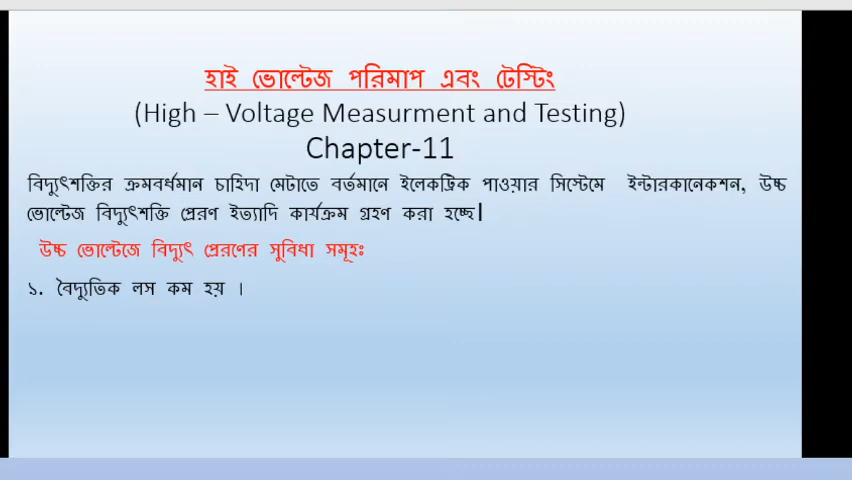 হাই ভোল্টেজ পরিমাপ এবং টেস্টিং
(High – Voltage Measurment and Testing)
Chapter-11
বিদ্যুৎশক্তির ক্রমবর্ধমান চাহিদা মেটাতে বর্তমানে ইলেকট্রিক পাওয়ার সিস্টেমে ইন্টারকানেকশন, উচ্চ
ভোল্টেজ বিদ্যুৎশক্তি প্রেরণ ইত্যাদি কার্যক্রম গ্রহণ করা হচ্ছে।
উচ্চ ভোল্টেজে বিদ্যুৎ প্রেরণের সুবিধা সমূহঃ
১. বৈদ্যুতিক লস কম হয় ।